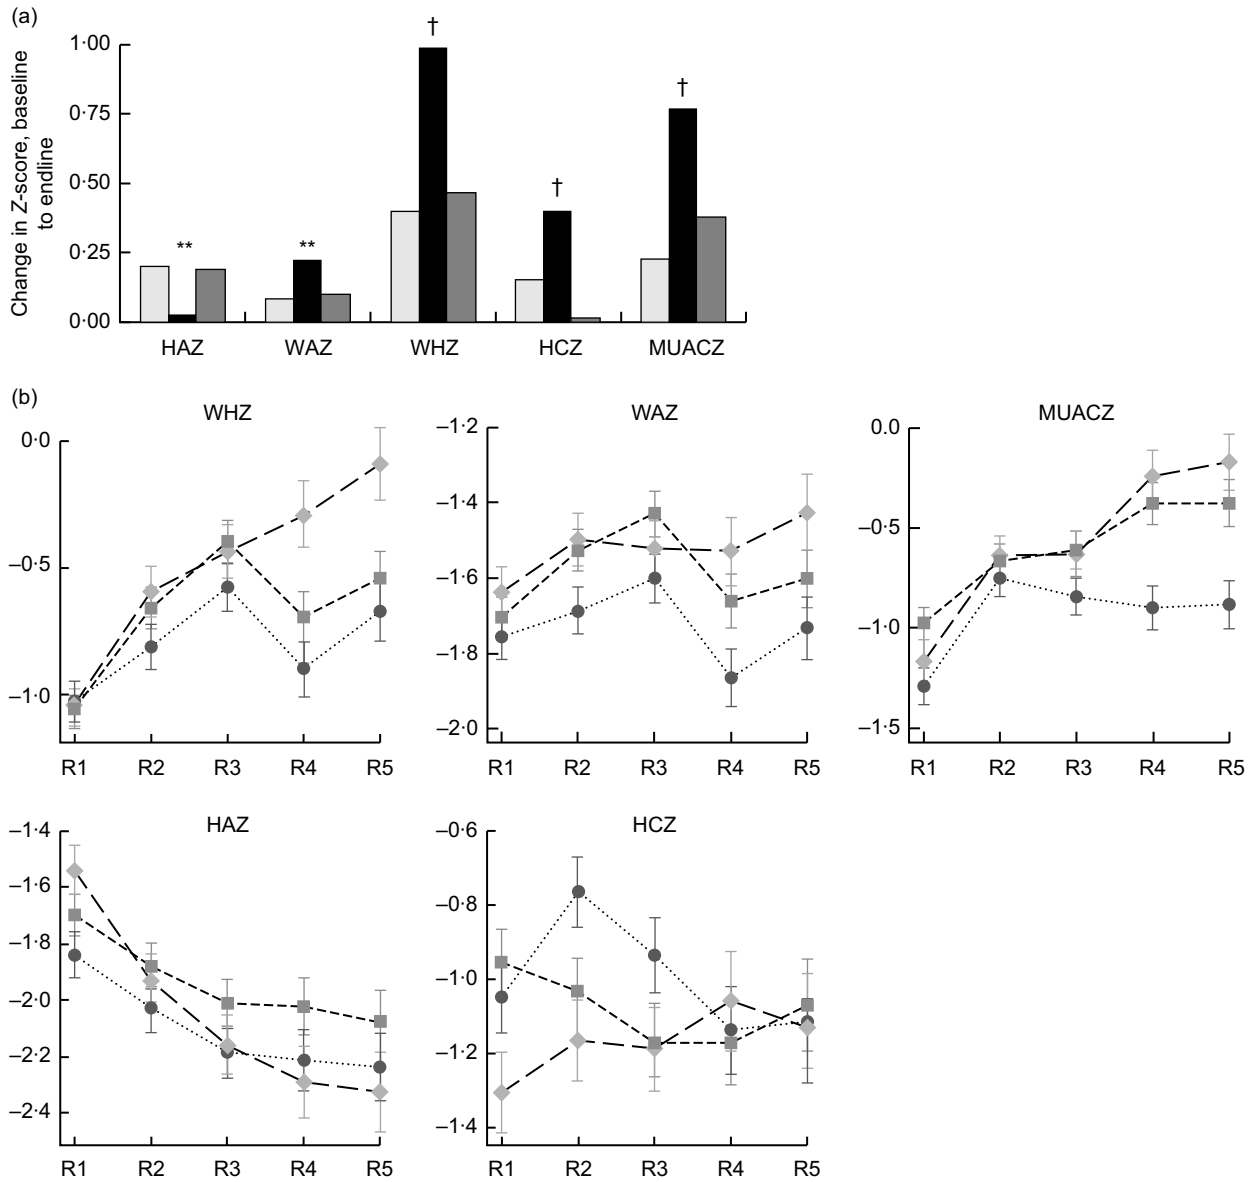 (a)
Change in Z-score, baseline
to endline
1·00
0·75
0·50
0·25
0·00
**
**
†
†
†
HAZ
WAZ
WHZ
HCZ
MUACZ
(b)
WHZ
0·0
–0·5
–1·0
R1
R2
R3
R4
R5
WAZ
–1·2
–1·4
–1·6
–1·8
–2·0
R1
R2
R3
R4
R5
MUACZ
0.0
–0·5
–1·0
–1·5
R1
R2
R3
R4
R5
HAZ
–1·4
–1·6
–1·8
–2·0
–2·2
–2·4
R1
R2
R3
R4
R5
HCZ
–0·6
–0·8
–1·0
–1·2
–1·4
R1
R2
R3
R4
R5